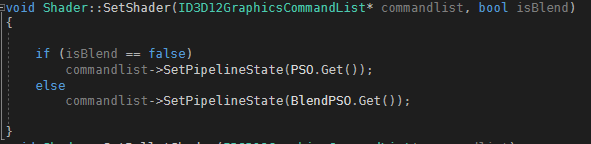 void Shader::SetShader(ID3D12GraphicsCommandList* commandlist, bool isBlend)
{
if (isBlend == false)
commandlist->SetPipelineState(PSO.Get());
else
commandlist->SetPipelineState(BlendPSO.Get());
}